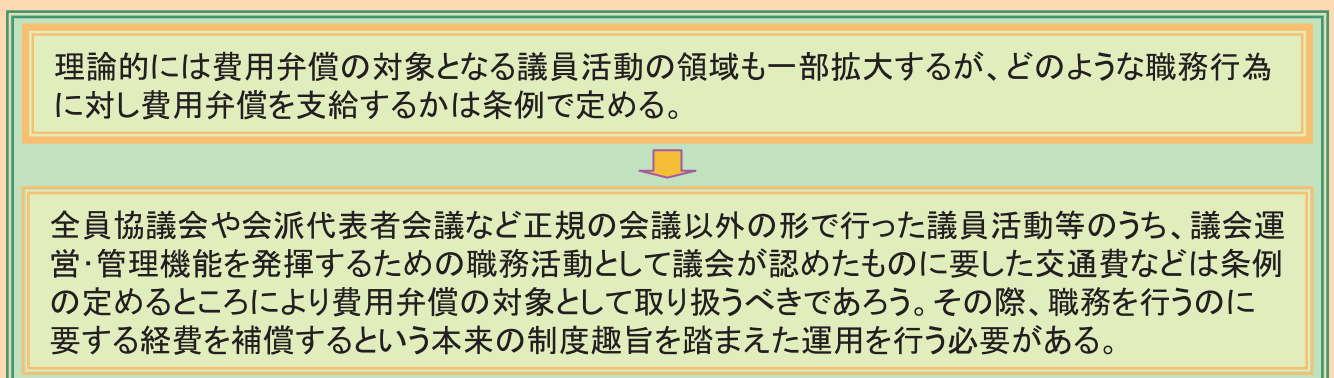 理論的には費用弁償の対象となる議員活動の領域も一部拡大するが、どのような職務行為
に対し費用弁償を支給するかは条例で定める。
全員協議会や会派代表者会議など正規の会議以外の形で行った議員活動等のうち、議会運
営・管理機能を発揮するための職務活動として議会が認めたものに要した交通費などは条例
の定めるところにより費用弁償の対象として取り扱うべきであろう。その際、職務を行うのに
要する経費を補償するという本来の制度趣旨を踏まえた運用を行う必要がある。